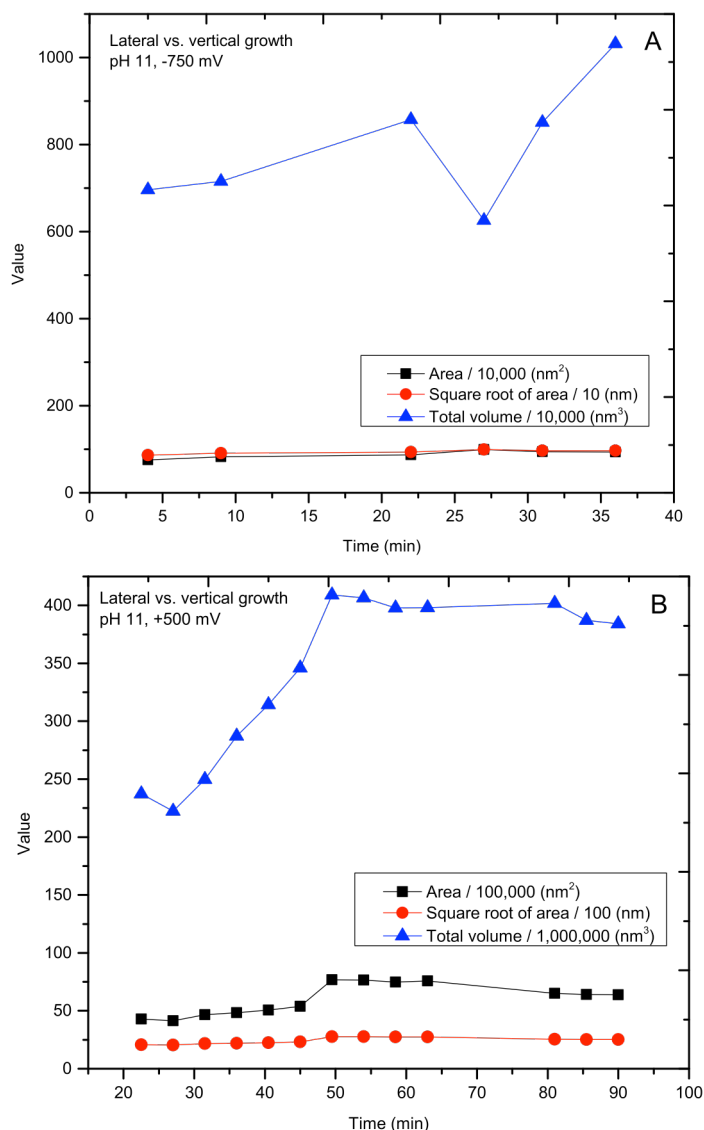 Lateral vs. vertical growth
pH 11, -750 mV
A
1000
800
600
400
200
0
Value
Area / 10,000 (nm²)
Square root of area / 10 (nm)
Total volume / 10,000 (nm³)
0 5 10 15 20 25 30 35 40
Time (min)
Lateral vs. vertical growth
pH 11, +500 mV
B
400
350
300
250
200
150
100
50
0
Value
Area / 100,000 (nm²)
Square root of area / 100 (nm)
Total volume / 1,000,000 (nm³)
20 30 40 50 60 70 80 90 100
Time (min)